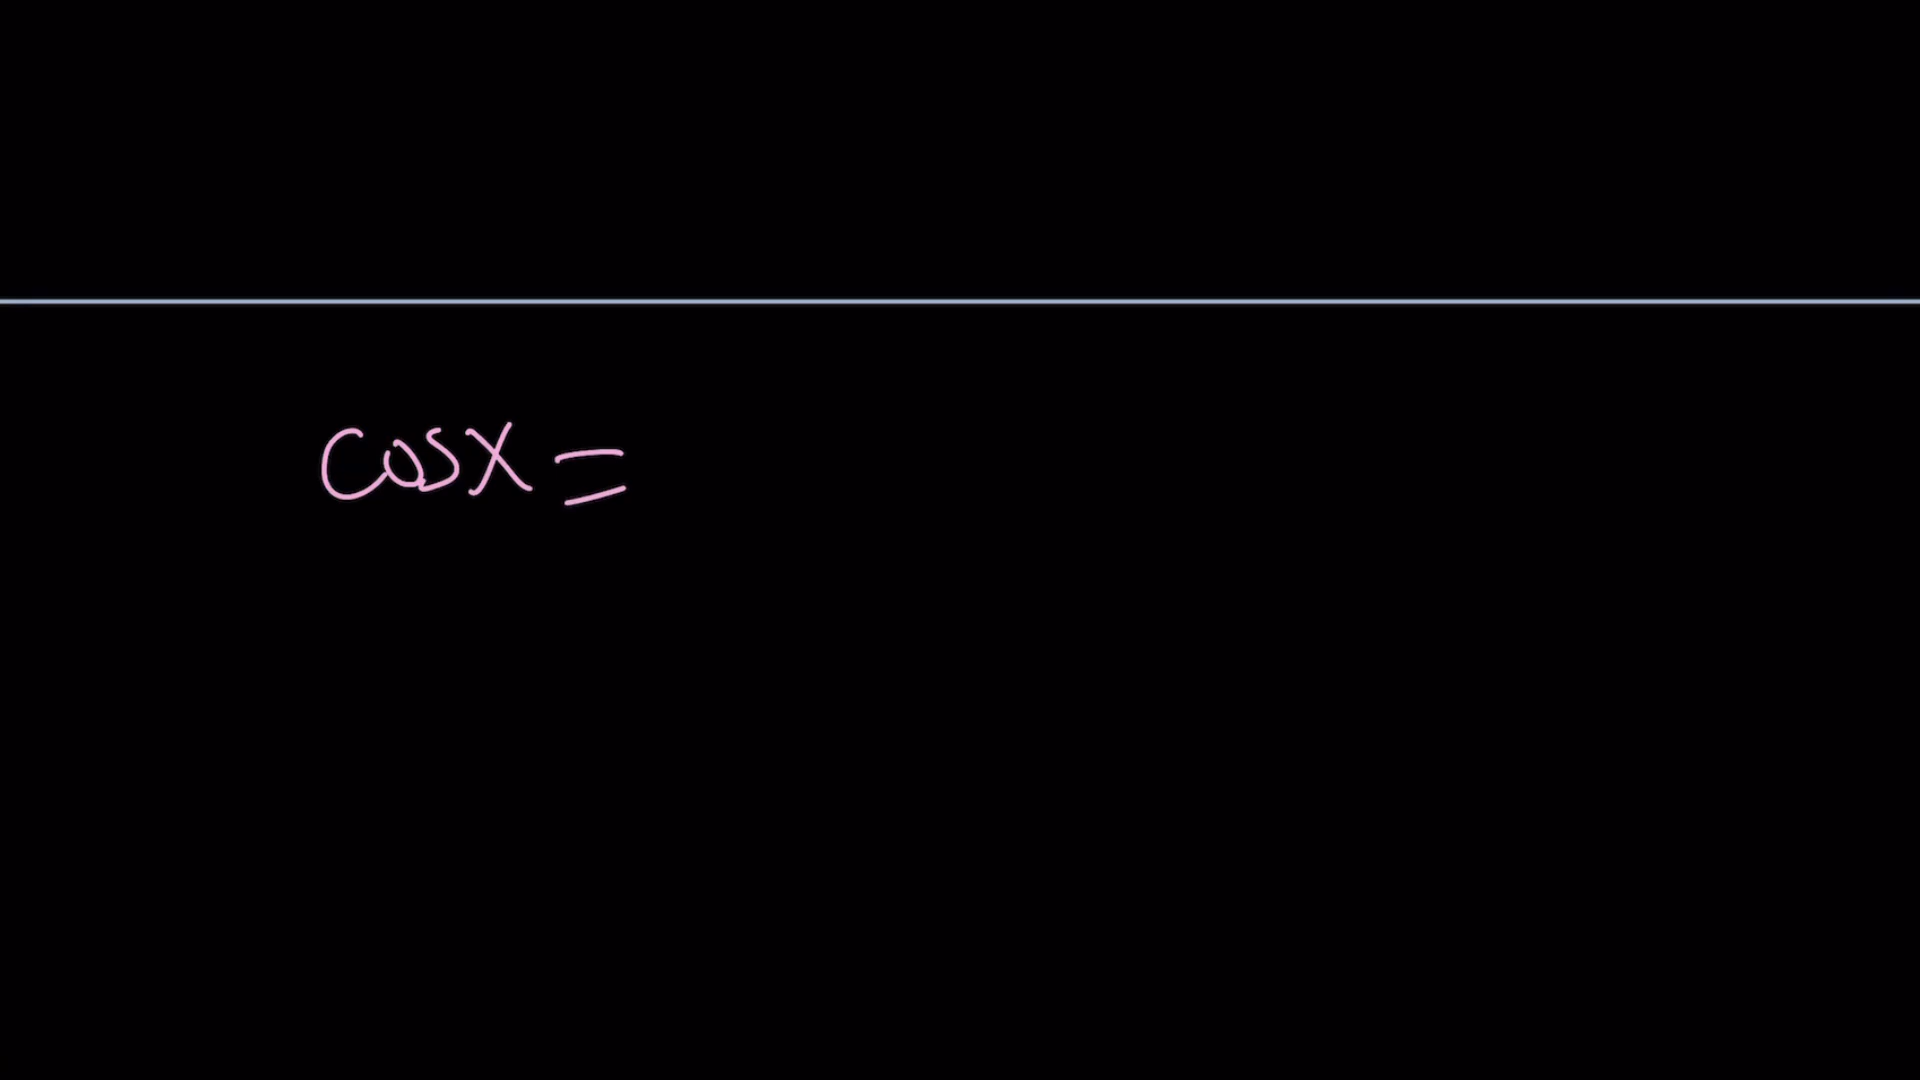 cosx =